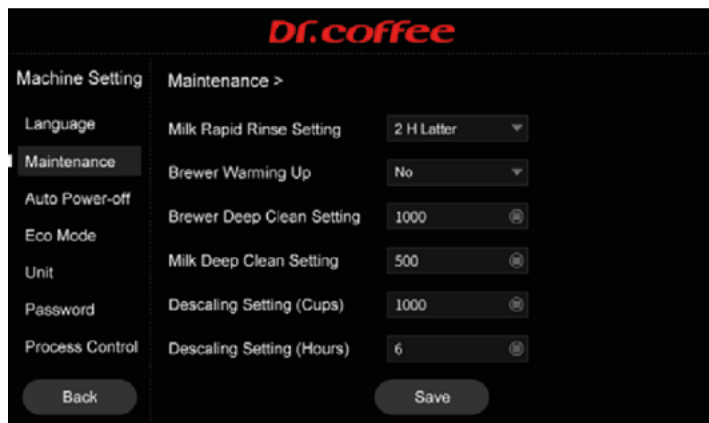 Dr.coffee
Machine Setting
Maintenance >
Language
Milk Rapid Rinse Setting
2 H Latter
Maintenance
Brewer Warming Up
No
Auto Power-off
Brewer Deep Clean Setting
1000
Eco Mode
Milk Deep Clean Setting
500
Unit
Password
Descaling Setting (Cups)
1000
Process Control
Descaling Setting (Hours)
6
Back
Save